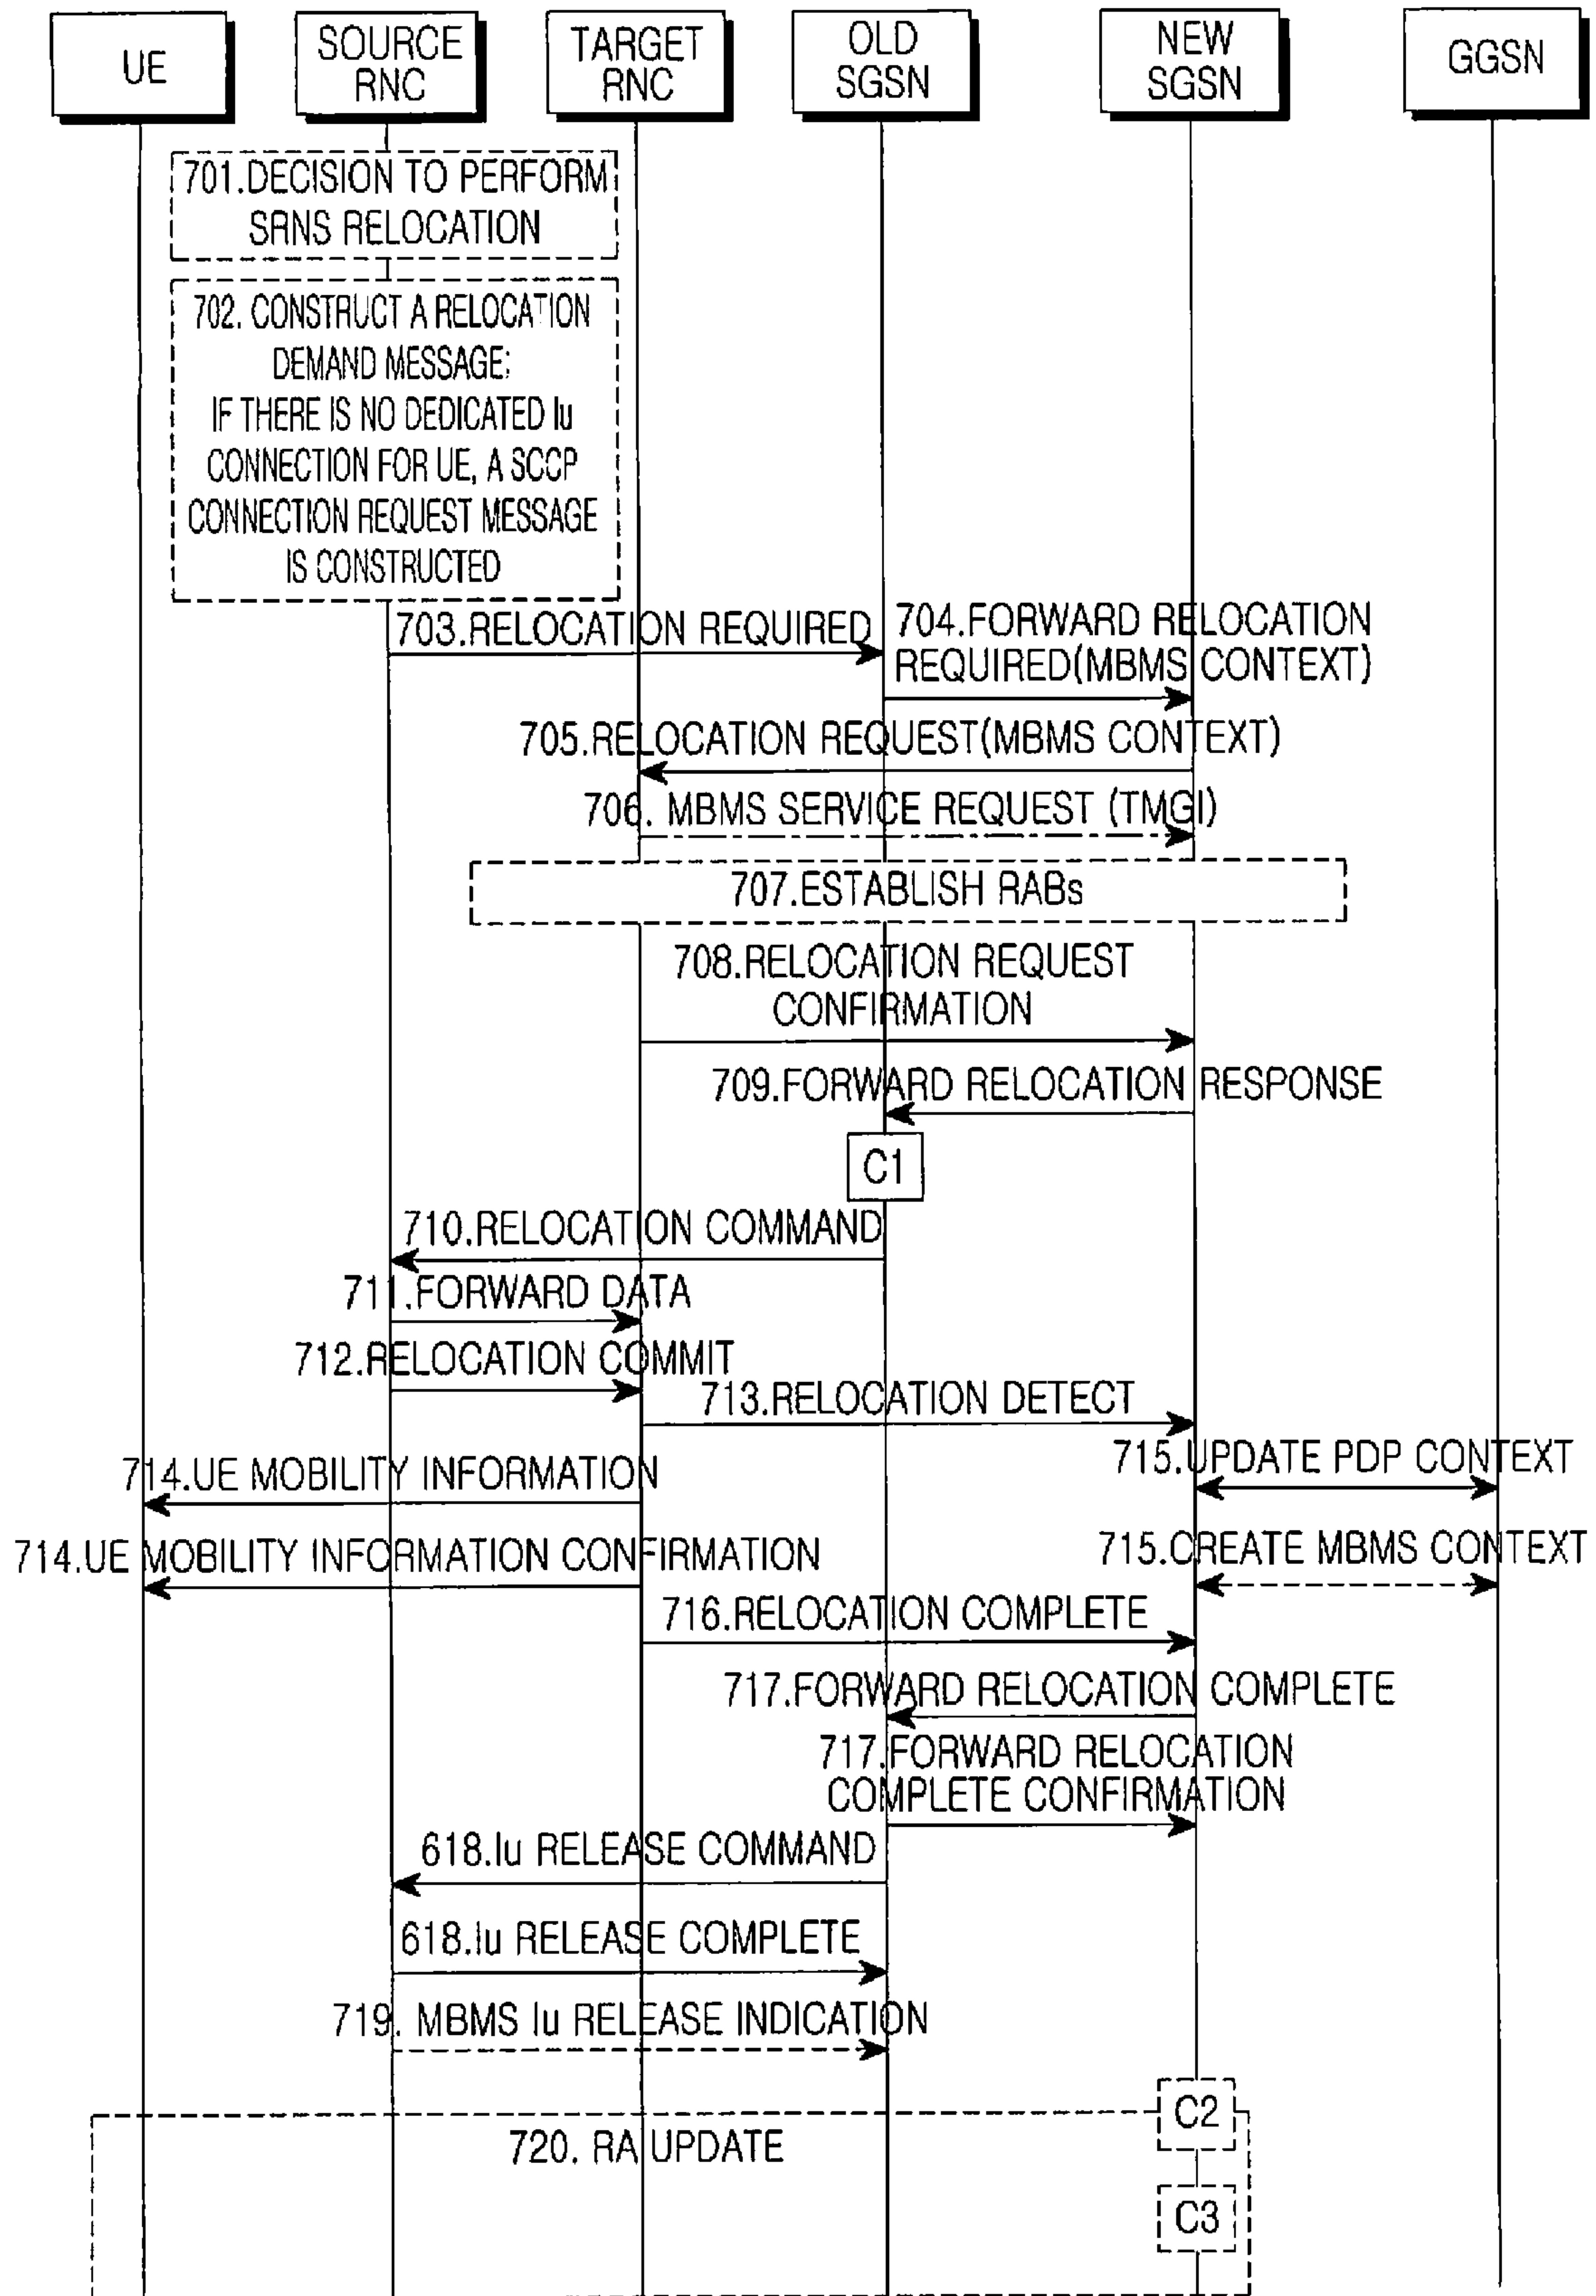 UE
SOURCE
RNC
TARGET
RNC
OLD
SGSN
NEW
SGSN
GGSN
701.DECISION TO PERFORM
SRNS RELOCATION
702. CONSTRUCT A RELOCATION
DEMAND MESSAGE:
IF THERE IS NO DEDICATED Iu
CONNECTION FOR UE, A SCCP
CONNECTION REQUEST MESSAGE
IS CONSTRUCTED
703.RELOCATION REQUIRED
704.FORWARD RELOCATION
REQUIRED(MBMS CONTEXT)
705.RELOCATION REQUEST(MBMS CONTEXT)
706. MBMS SERVICE REQUEST (TMGI)
707.ESTABLISH RABs
708.RELOCATION REQUEST
CONFIRMATION
709.FORWARD RELOCATION RESPONSE
C1
710.RELOCATION COMMAND
711.FORWARD DATA
712.RELOCATION COMMIT
713.RELOCATION DETECT
714.UE MOBILITY INFORMATION
715.UPDATE PDP CONTEXT
714.UE MOBILITY INFORMATION CONFIRMATION
715.CREATE MBMS CONTEXT
716.RELOCATION COMPLETE
717.FORWARD RELOCATION COMPLETE
717.FORWARD RELOCATION
COMPLETE CONFIRMATION
618.Iu RELEASE COMMAND
618.Iu RELEASE COMPLETE
719. MBMS Iu RELEASE INDICATION
C2
720. RA UPDATE
C3